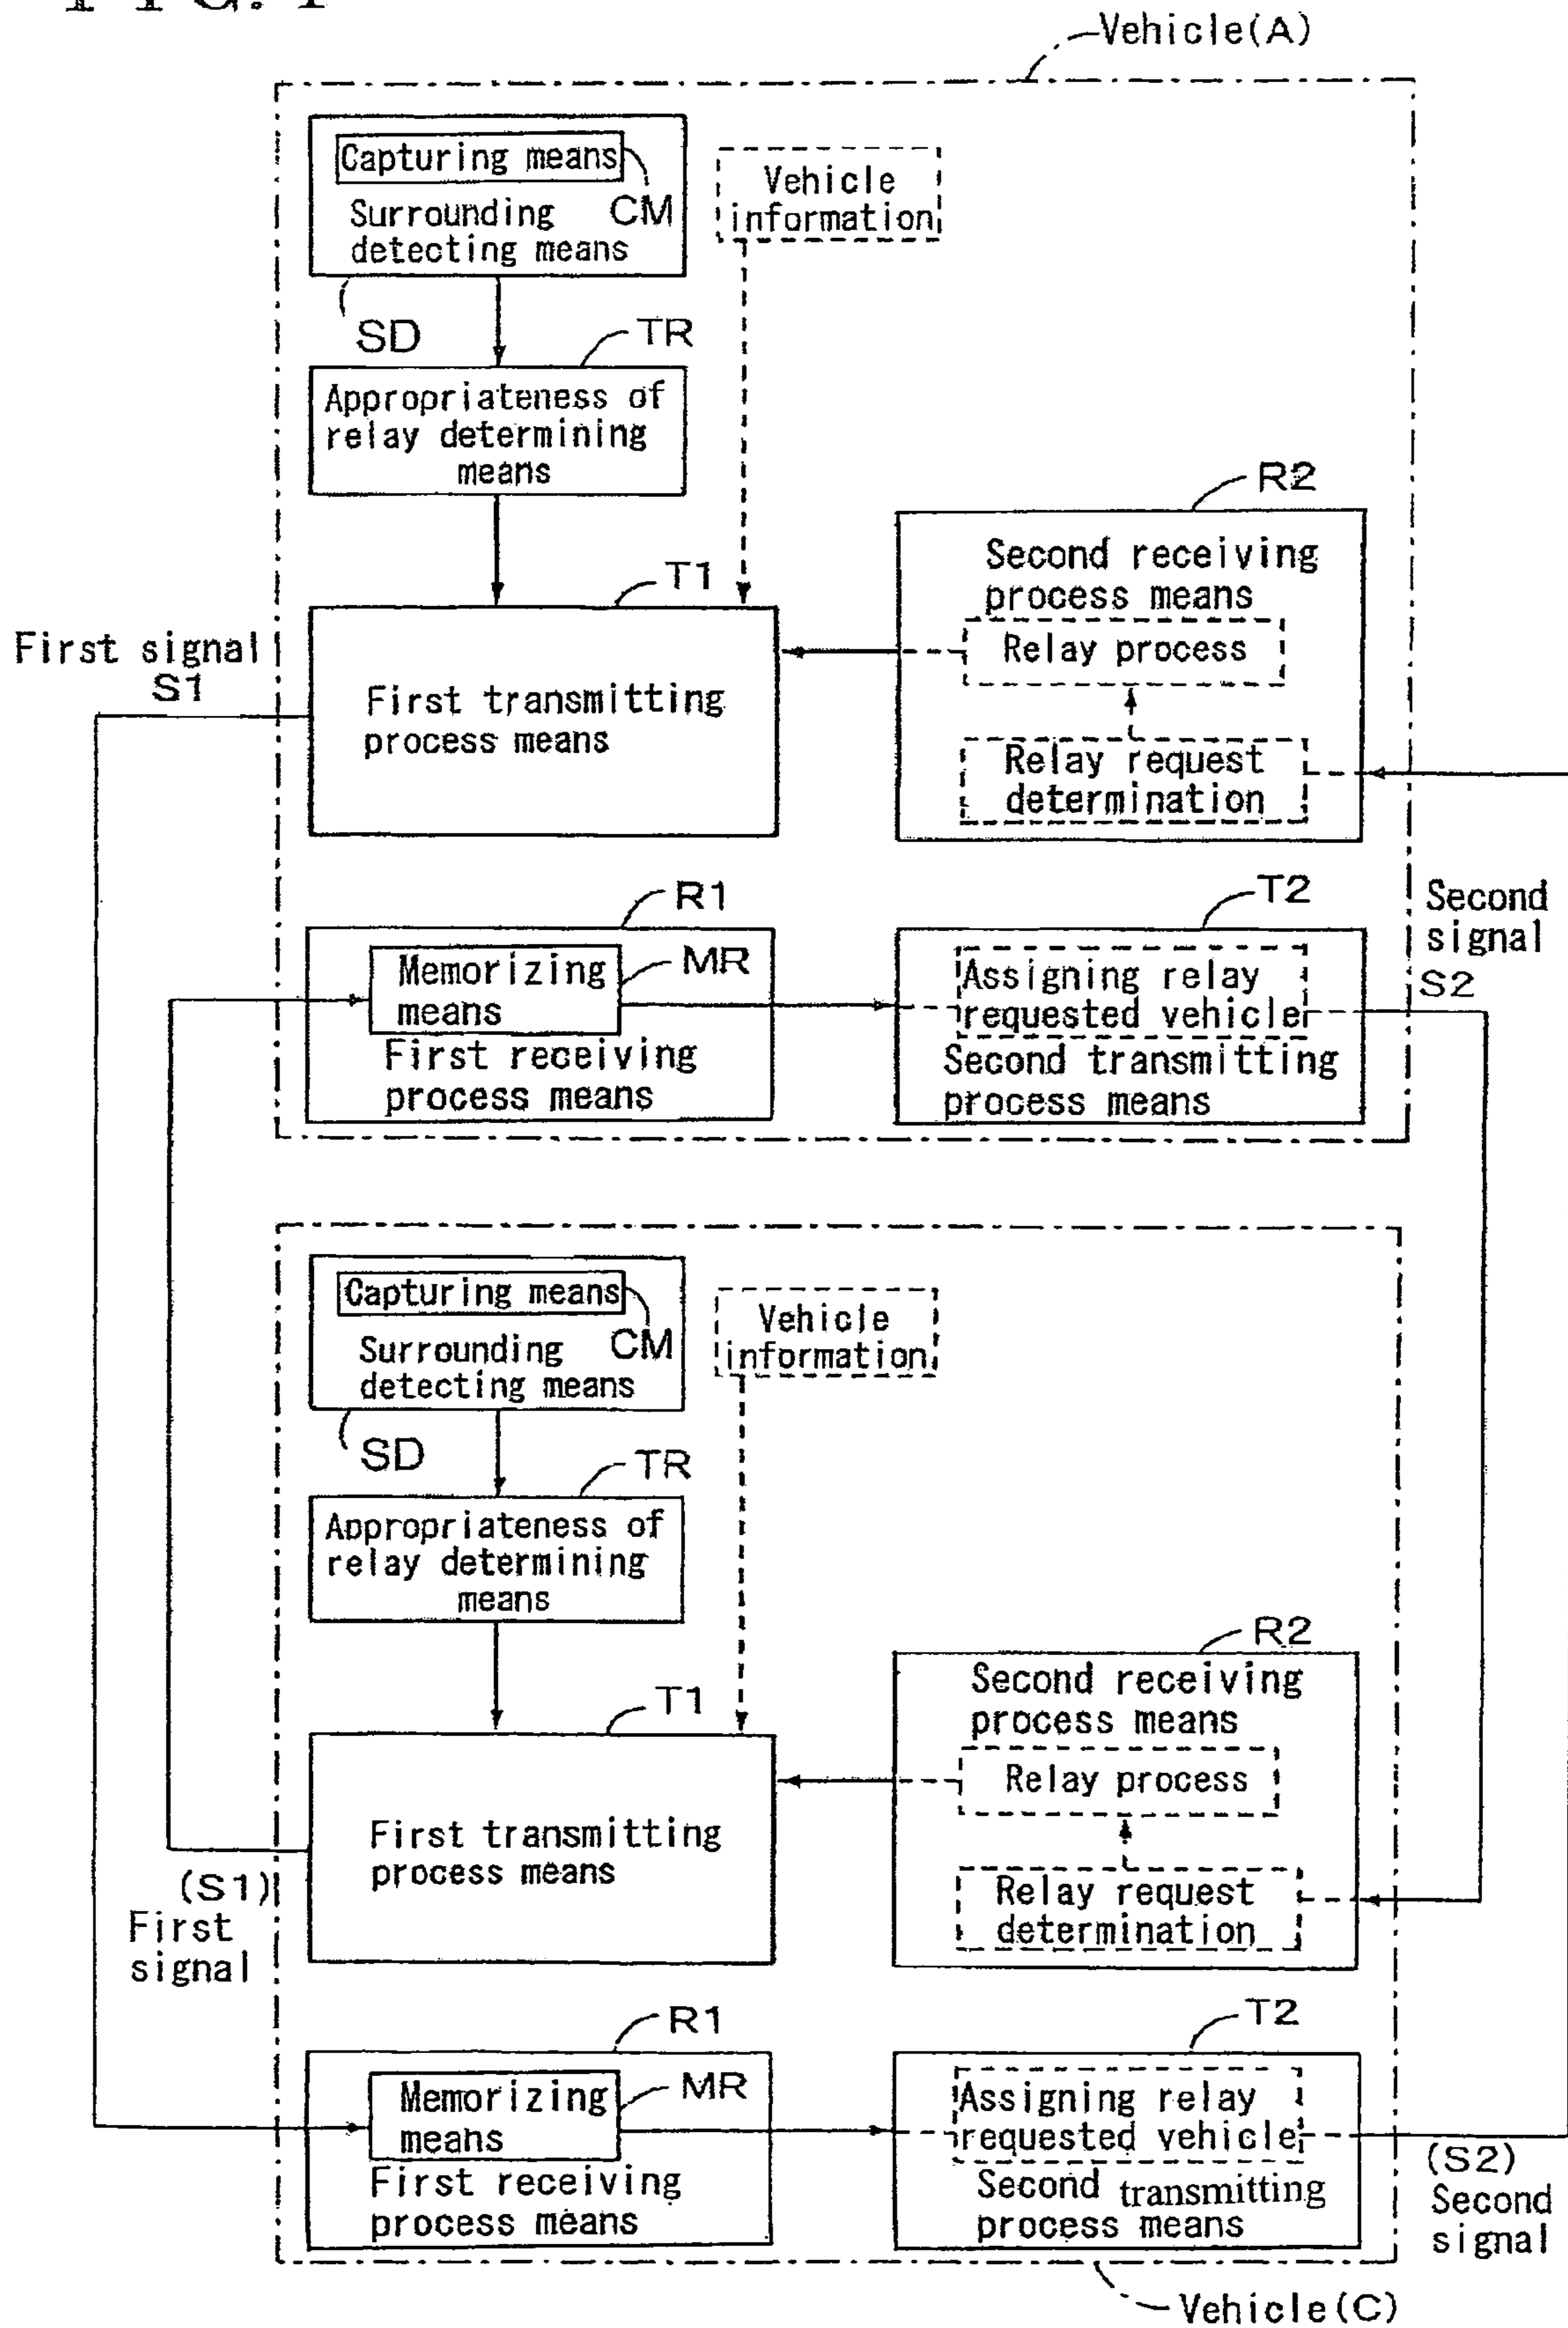 FIG. 1
Vehicle(A)
Capturing means
CM
Surrounding
detecting means
SD
Vehicle
information
TR
Appropriateness of
relay determining
means
R2
Second receiving
process means
Relay process
Relay request
determination
T1
First transmitting
process means
First signal
S1
R1
MR
Memorizing
means
First receiving
process means
T2
Assigning relay
requested vehicle
Second transmitting
process means
Second
signal
S2
Capturing means
CM
Surrounding
detecting means
SD
Vehicle
information
TR
Appropriateness of
relay determining
means
R2
Second receiving
process means
Relay process
Relay request
determination
T1
First transmitting
process means
(S1)
First
signal
R1
MR
Memorizing
means
First receiving
process means
T2
Assigning relay
requested vehicle
Second transmitting
process means
(S2)
Second
signal
Vehicle(C)